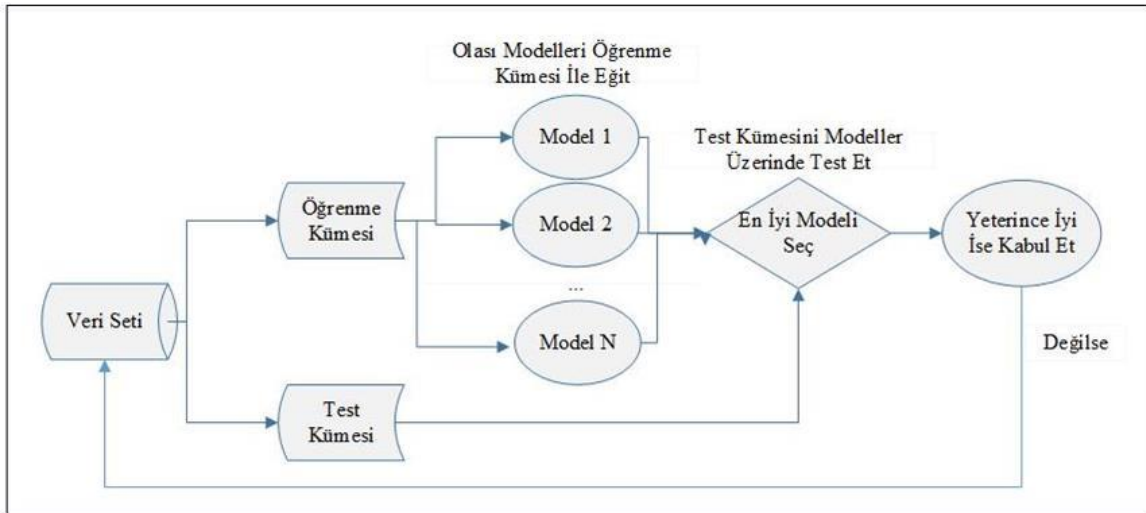 Olası Modelleri Öğrenme
Kümesi İle Eğit
Model 1
Test Kümesini Modeller
Üzerinde Test Et
Öğrenme
Kümesi
Model 2
En İyi Modeli
Seç
Yeterince İyi
İse Kabul Et
...
Veri Seti
Model N
Değilse
Test
Kümesi